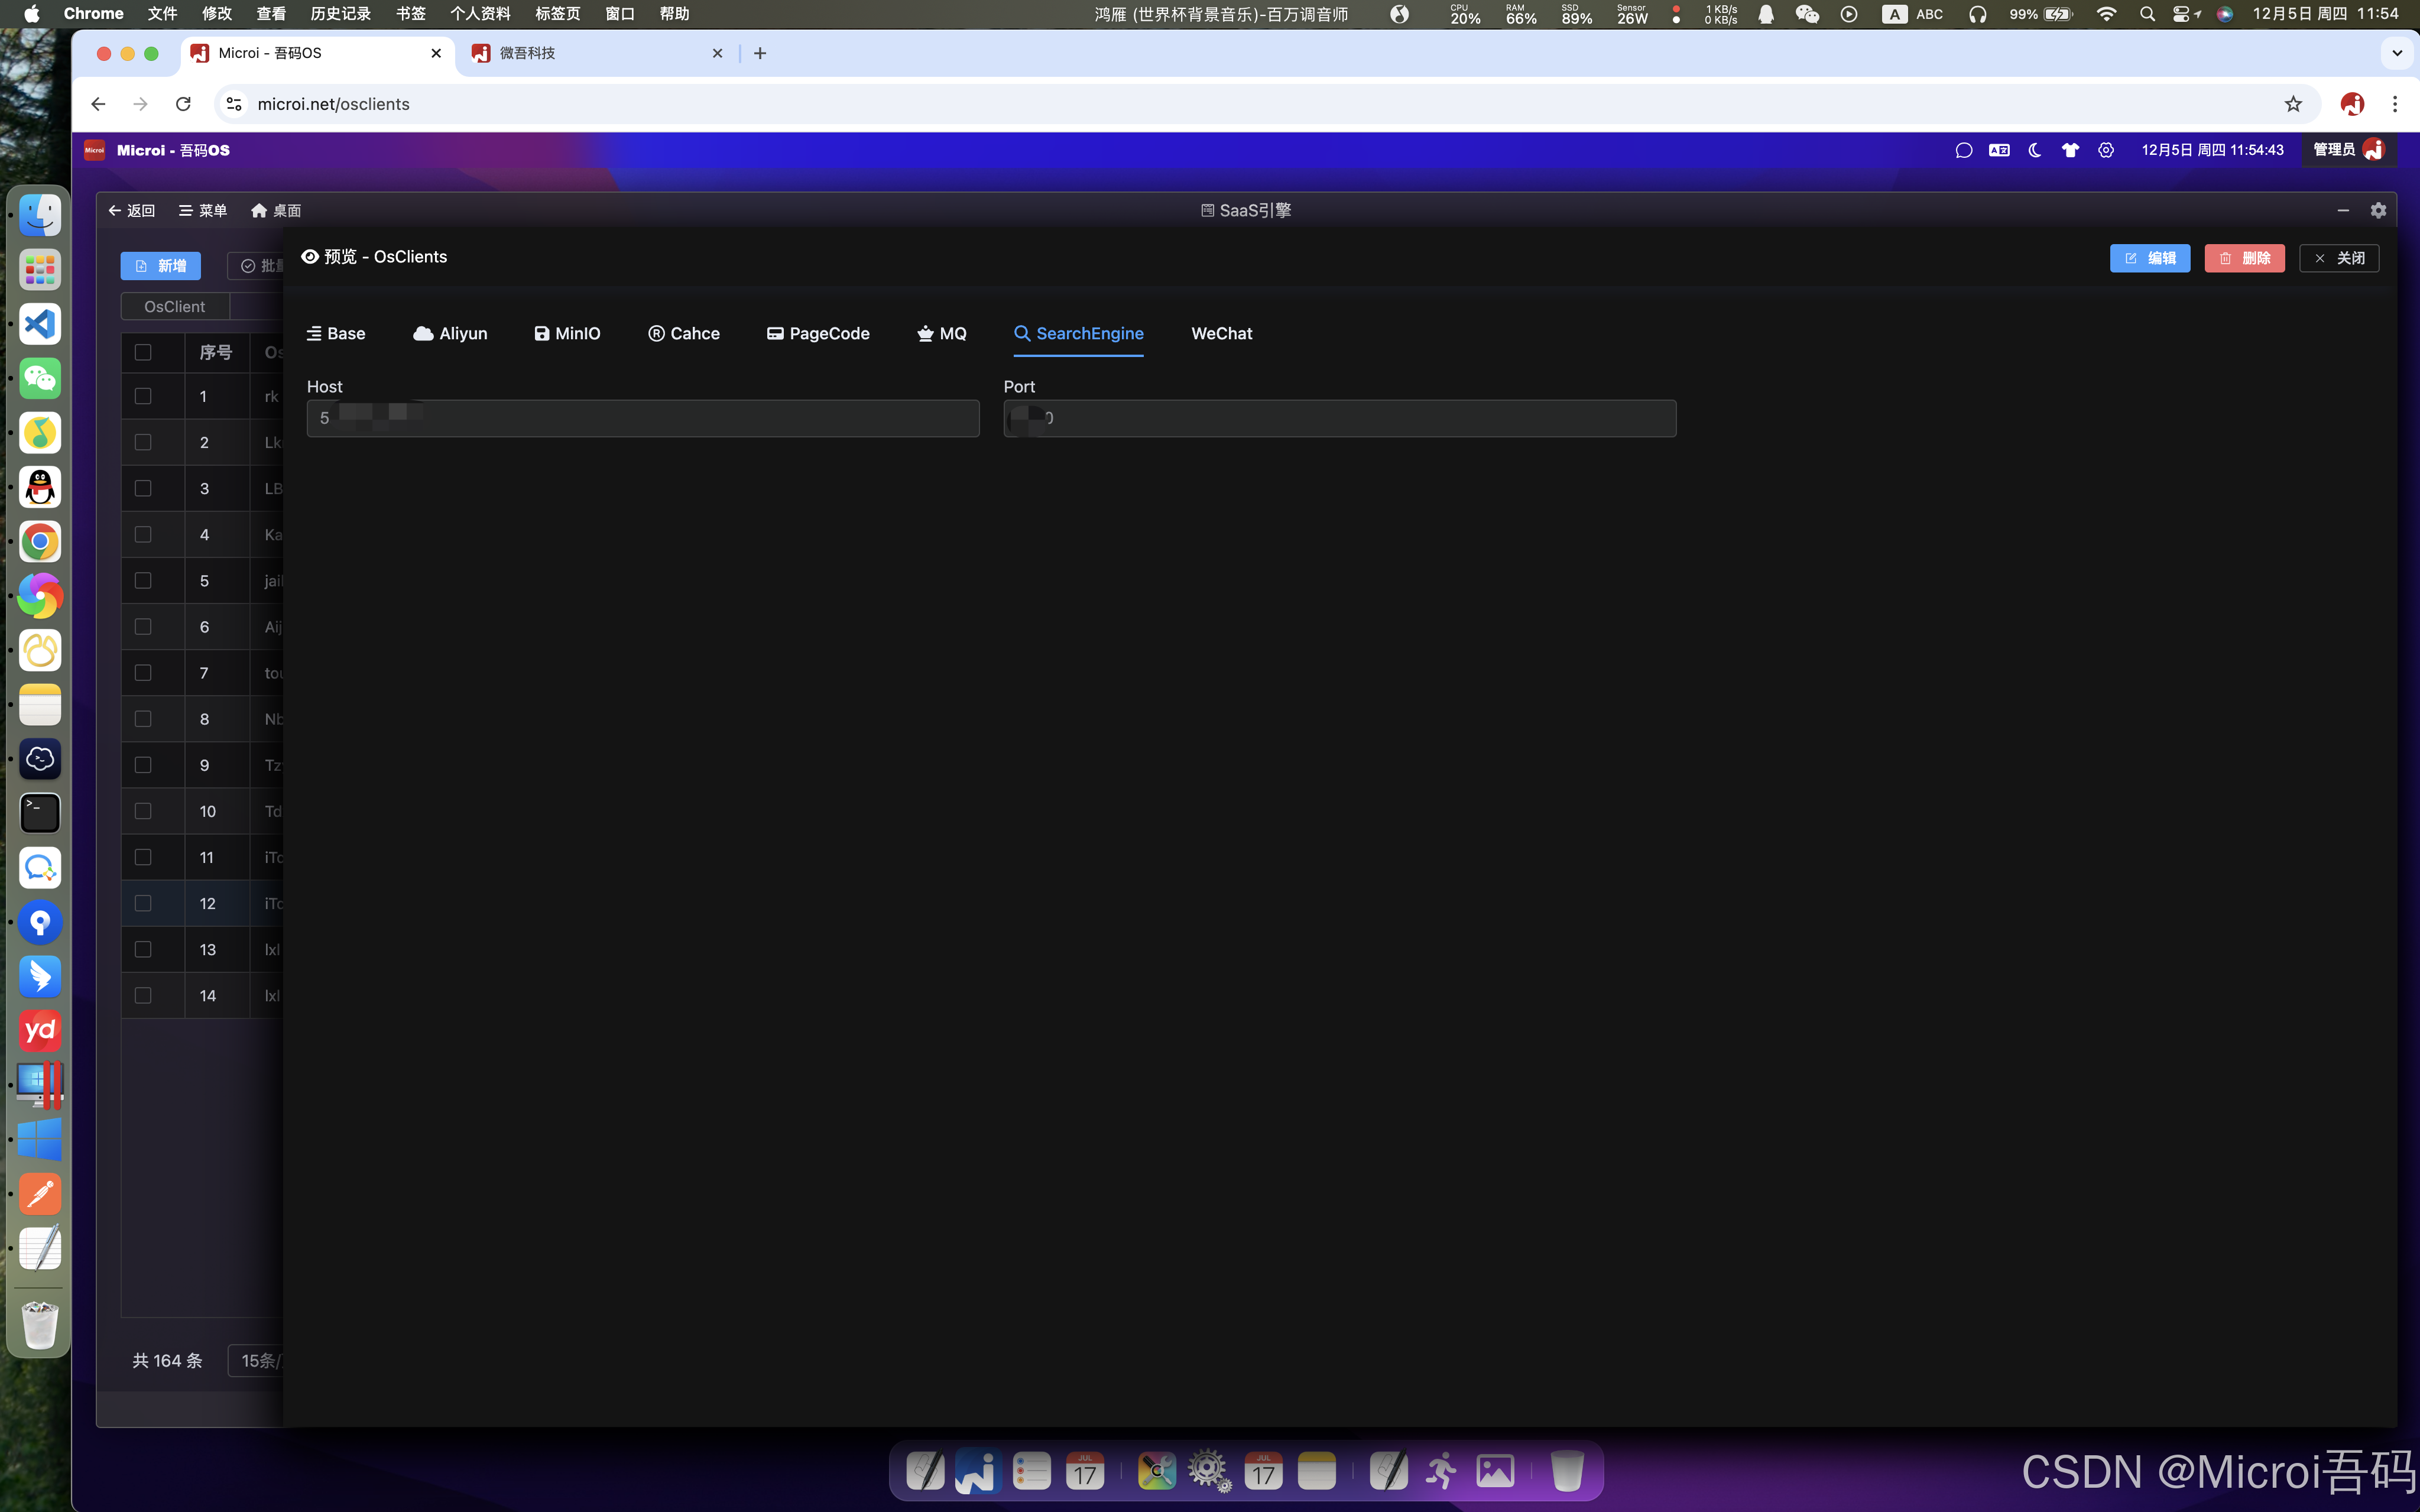 Chrome 文件 修改 查看 历史记录 书签 个人资料 标签页 窗口 帮助 鸿雁 (世界杯背景音乐)-百万调音师 CPU 20% RAM 66% SSD 89% Sensor 26W 1 KB/s 0 KB/s A ABC 99% 12月5日 周四 11:54
Microi - 吾码OS 微吾科技
microi.net/osclients
Microi Microi - 吾码OS 12月5日 周四 11:54:43 管理员
返回 菜单 桌面 SaaS引擎
新增 批量
预览 - OsClients 编辑 删除 关闭
OsClient
Base Aliyun MinIO Cahce PageCode MQ SearchEngine WeChat
序号 Os
Host Port
5 0
1 rk
2 Lk
3 LB
4 Ka
5 jail
6 Aij
7 tou
8 Nb
9 Tz
10 Td
11 iTd
12 iTd
13 lxl
14 lxl
共 164 条 15条/
yd
JUL 17 JUL 17
CSDN @Microi吾码